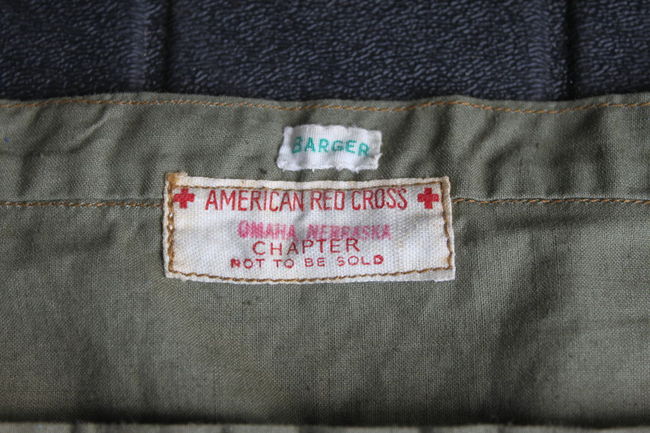 BARGER
AMERICAN RED CROSS
OMAHA NEBRASKA
CHAPTER
NOT TO BE SOLD